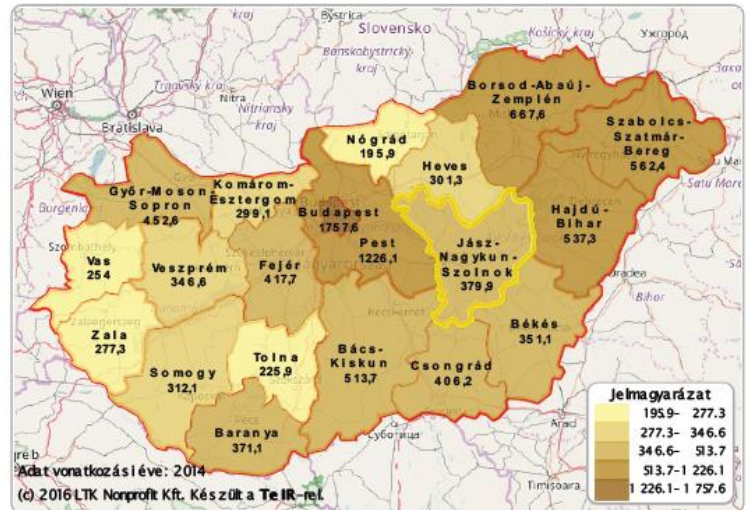 Bystrica
kraj
Slovensko
Košický kraj
Ужгород
Banskobystrický
kraj
Trnavský kraj
Wien
Nitra
Nitriansky
kraj
Bratislava
Borsod-Abaúj-
Zemplén
667,6
Szabolcs-
Szatmár-
Bereg
562,4
Satu Mare
Nógrád
195,9
Heves
301,3
Győr-Moson-
Sopron
452,6
Komárom-
Esztergom
299,1
Budapest
1757,6
Pest
1226,1
Hajdú-
Bihar
537,3
Burgenland
Szombathely
Vas
254
Veszprém
346,6
Fejér
417,7
Jász-
Nagykun-
Szolnok
379,9
Oradea
Bihor
Zala
277,3
Somogy
312,1
Tolna
225,9
Bács-
Kiskun
513,7
Csongrád
406,2
Békés
351,1
Baranya
371,1
Суботица
Arad
Timișoara
Jelmagyarázat
195.9- 277.3
277.3- 346.6
346.6- 513.7
513.7-1 226.1
1 226.1-1 757.6
Adat vonatkozási éve: 2014
(c) 2016 LTK Nonprofit Kft. Készült a TeIR-rel.